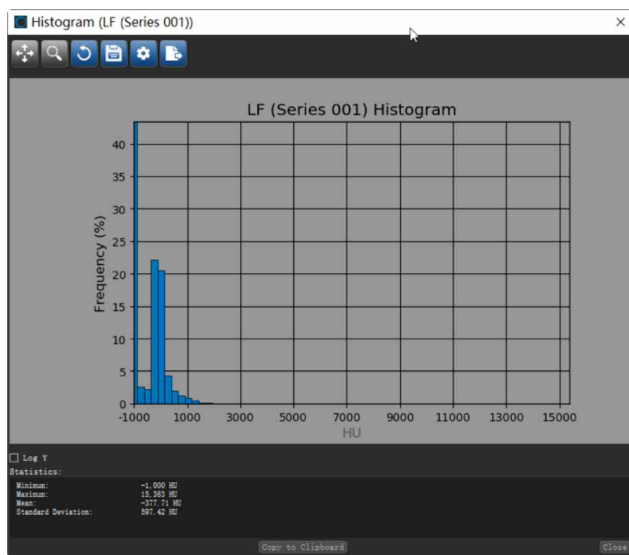 Histogram (LF (Series 001))
LF (Series 001) Histogram
Frequency (%)
40
35
30
25
20
15
10
5
0
-1000 1000 3000 5000 7000 9000 11000 13000 15000
HU
Log Y
Statistics:
Minimum: -1,000 HU
Maximum: 15,383 HU
Mean: -377.71 HU
Standard Deviation: 597.42 HU
Copy to Clipboard Close